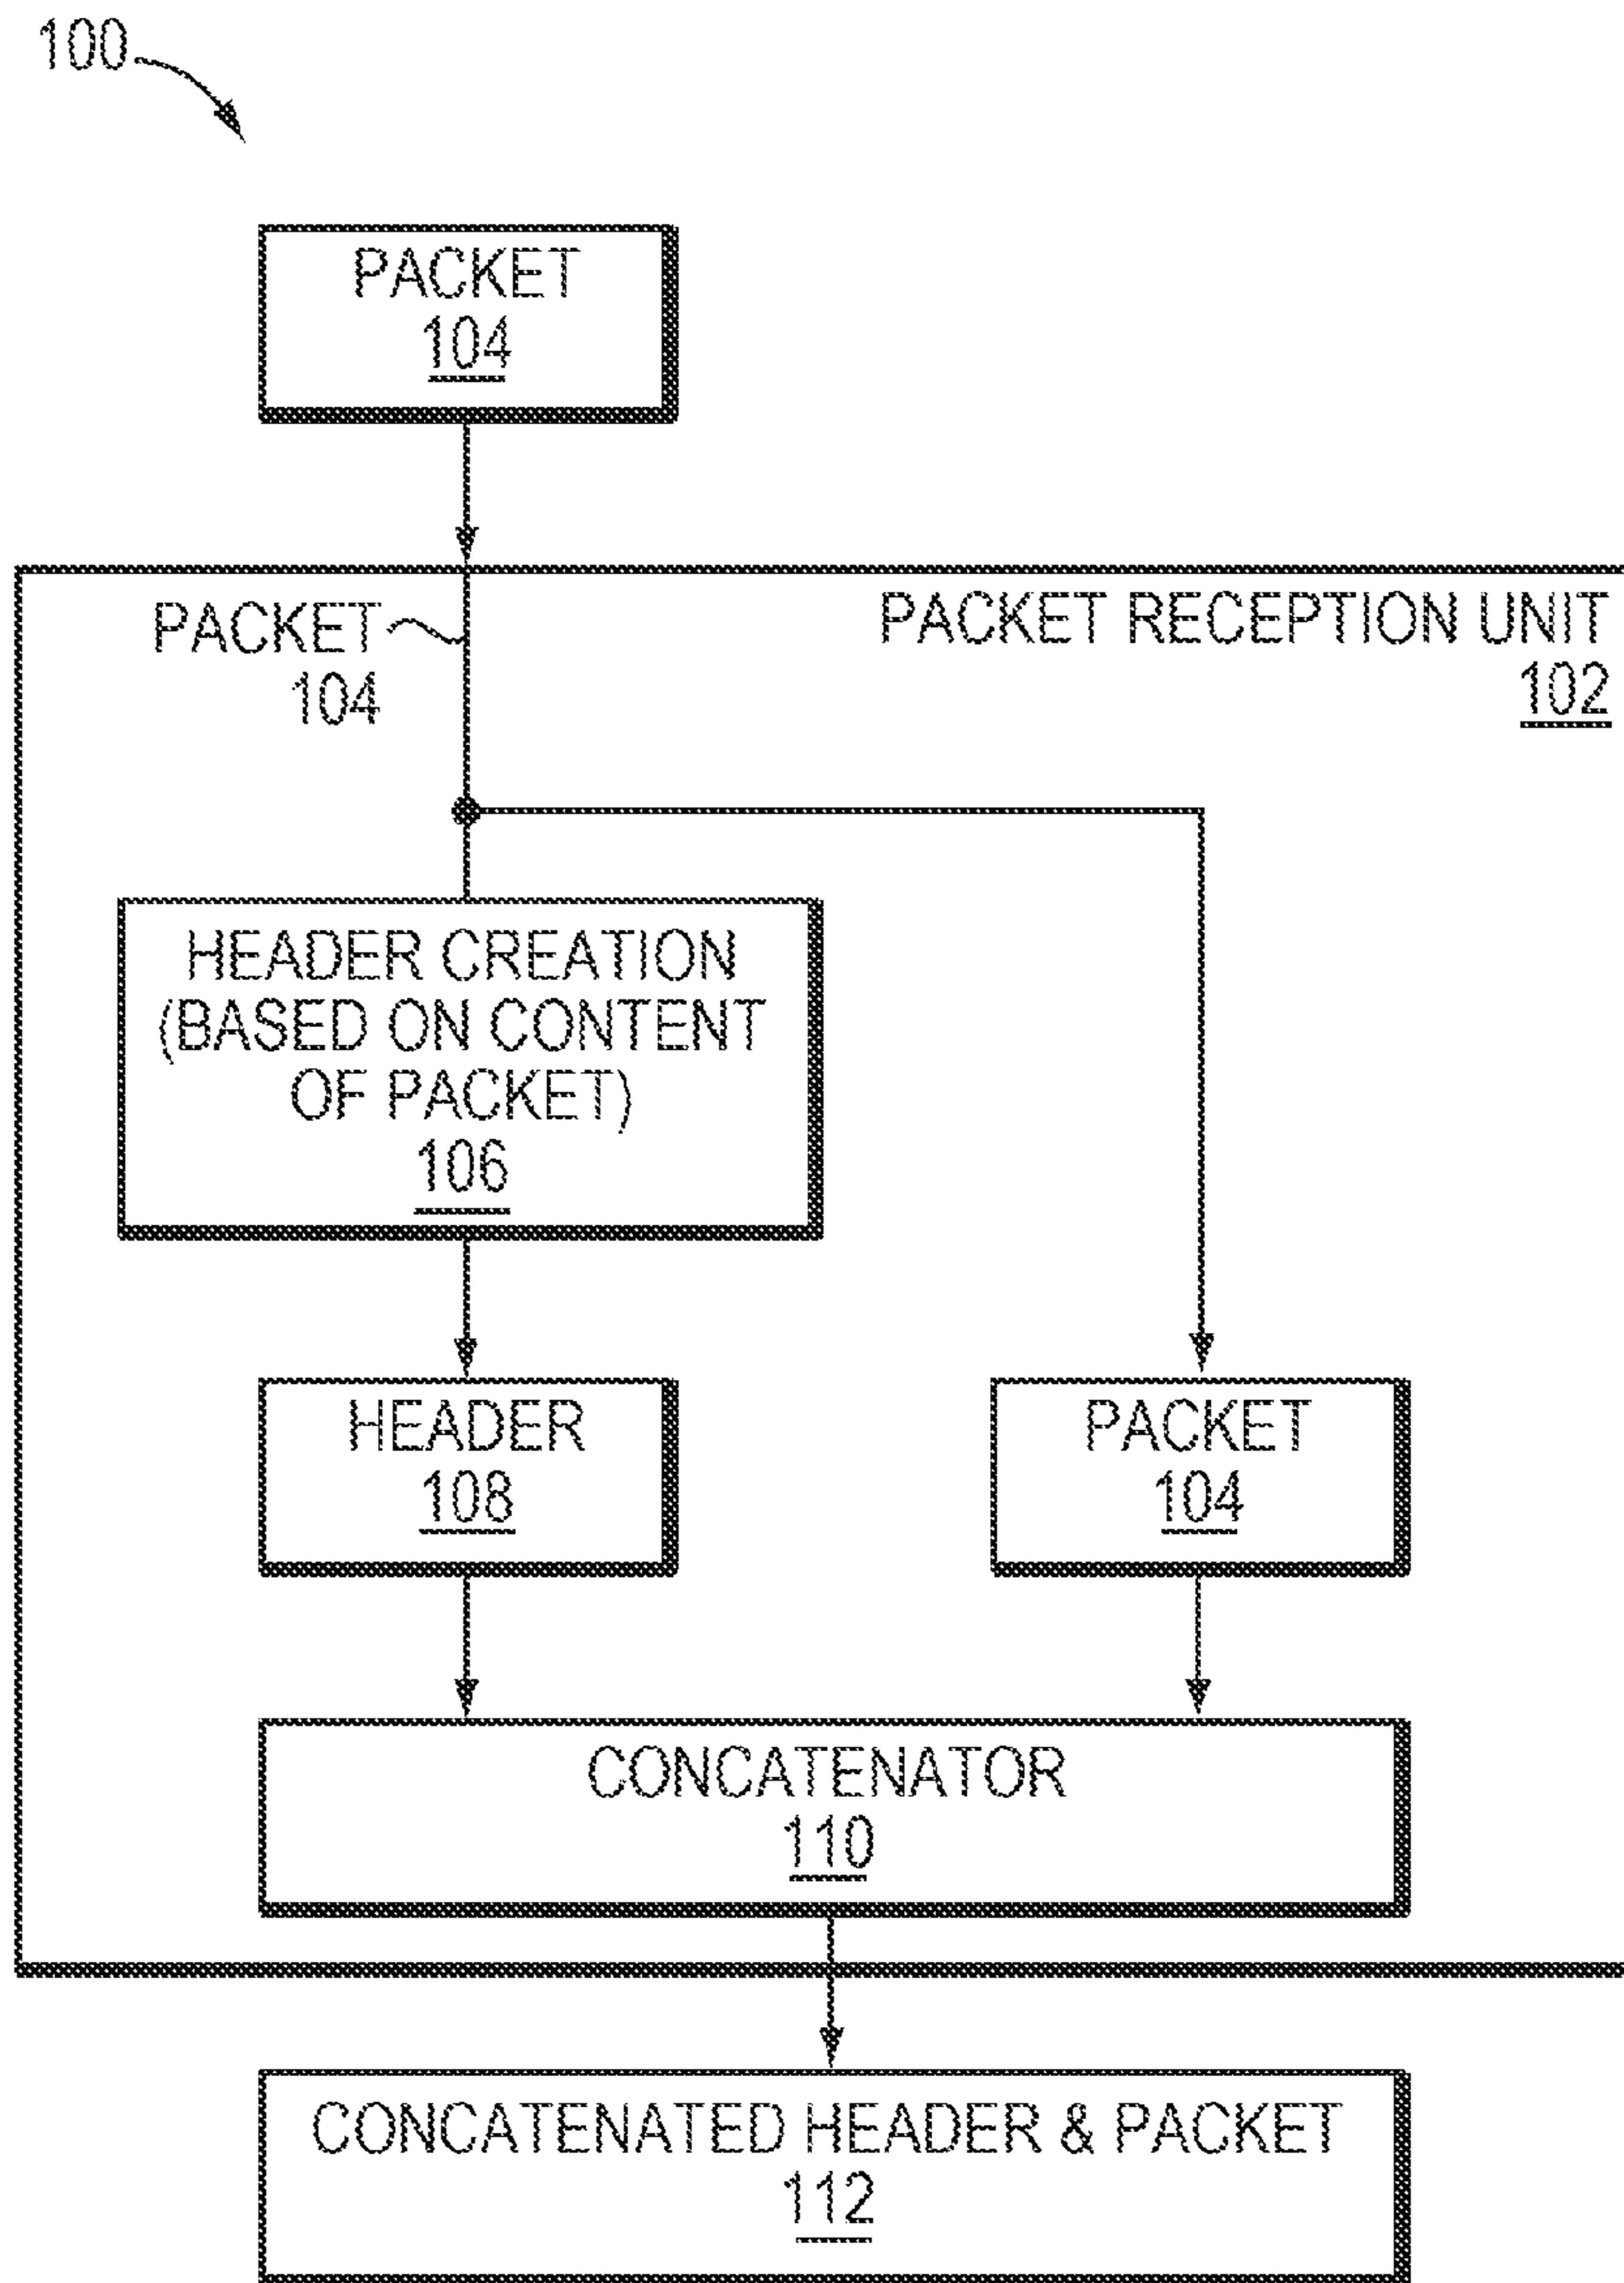 100
PACKET
104
PACKET
104
PACKET RECEPTION UNIT
102
HEADER CREATION
(BASED ON CONTENT
OF PACKET)
106
HEADER
108
PACKET
104
CONCATENATOR
110
CONCATENATED HEADER & PACKET
112